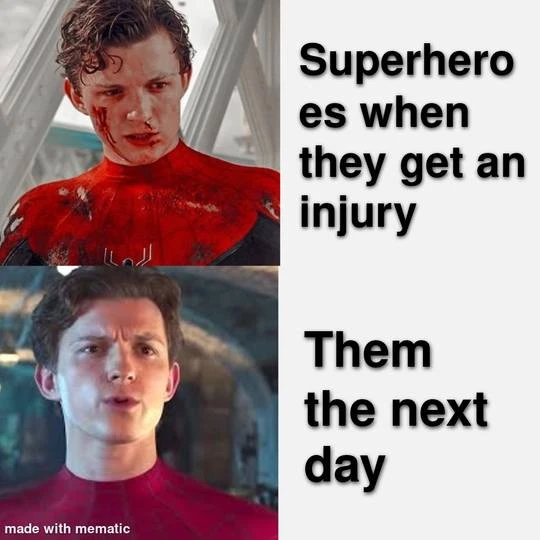 Superhero
es when
they get an
injury
Them
the next
day
made with mematic